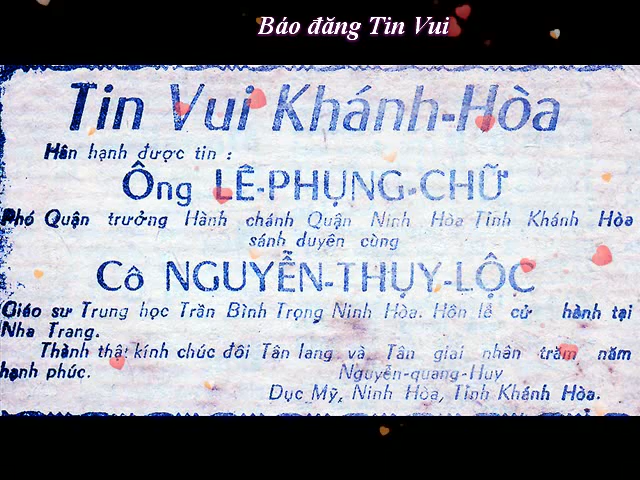 Báo đăng Tin Vui
Tin Vui Khánh-Hòa
Hân hạnh được tin :
Ông LÊ-PHỤNG-CHỮ
Phó Quận trưởng Hành chánh Quận Ninh Hòa Tỉnh Khánh Hòa
sánh duyên cùng
Cô NGUYỄN-THỤY-LỘC
Giáo sư Trung học Trần Bình Trọng Ninh Hòa. Hôn lễ cử hành tại
Nha Trang.
Thành thật kính chúc đôi Tân lang và Tân giai nhân trăm năm
hạnh phúc.
Nguyễn-quang-Huy
Dục Mỹ, Ninh Hòa, Tỉnh Khánh Hòa.